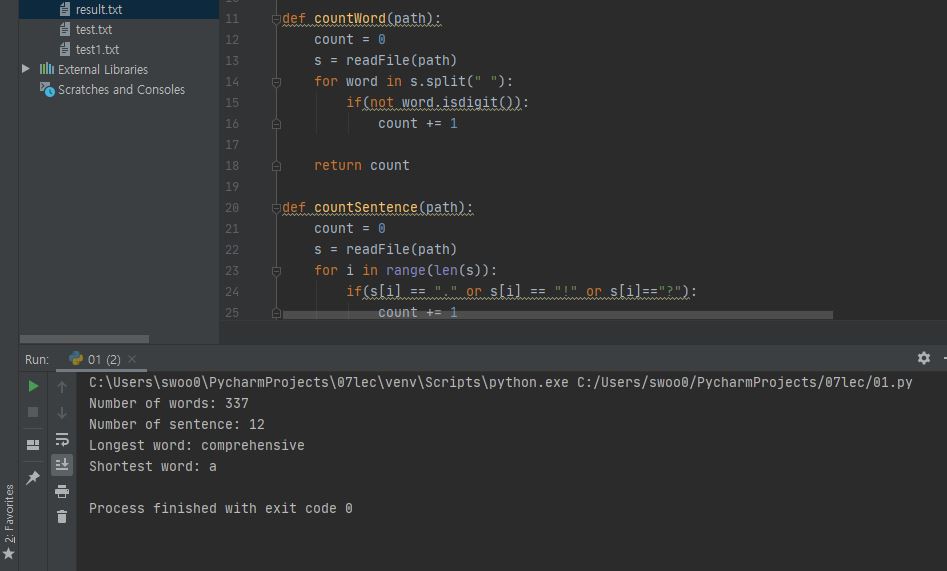 result.txt
test.txt
test1.txt
External Libraries
Scratches and Consoles
11 def countWord(path):
12     count = 0
13     s = readFile(path)
14     for word in s.split(" "):
15         if(not word.isdigit()):
16             count += 1
17
18     return count
19
20 def countSentence(path):
21     count = 0
22     s = readFile(path)
23     for i in range(len(s)):
24         if(s[i] == "." or s[i] == "!" or s[i]=="?"):
25             count += 1
Run: 01 (2) ×
C:\Users\swoo0\PycharmProjects\07lec\venv\Scripts\python.exe C:/Users/swoo0/PycharmProjects/07lec/01.py
Number of words: 337
Number of sentence: 12
Longest word: comprehensive
Shortest word: a
Process finished with exit code 0
2: Favorites